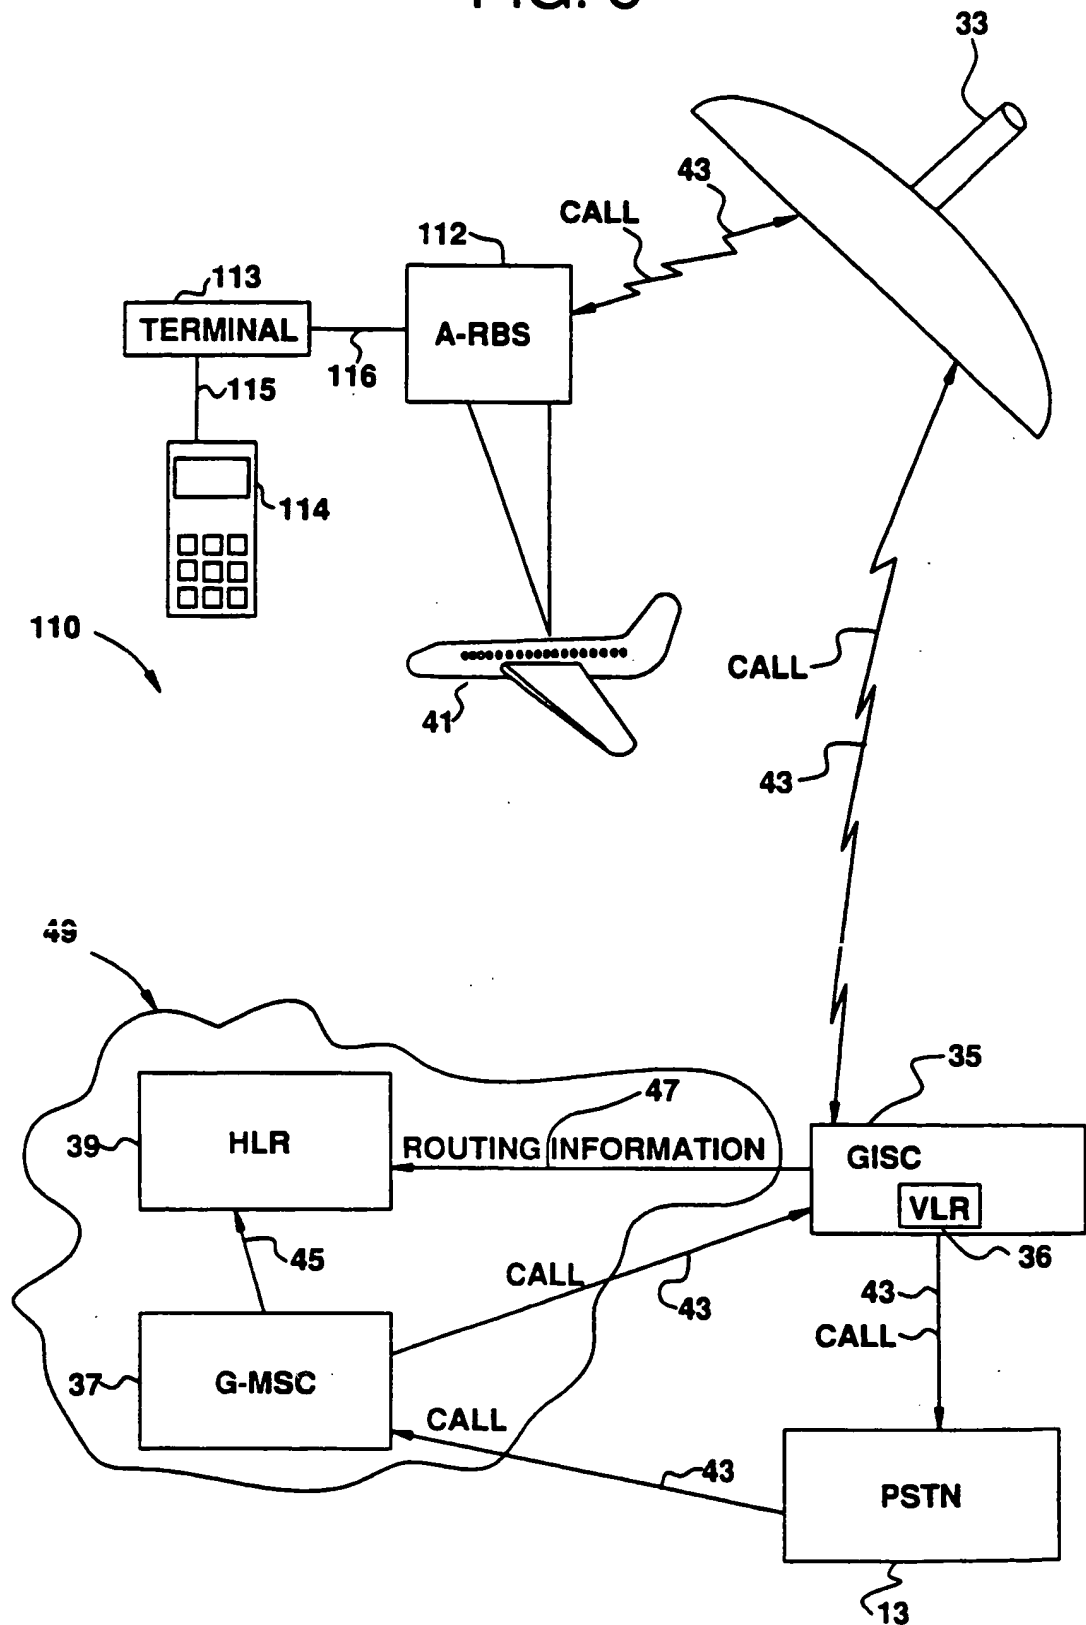 33
43
CALL
112
113
TERMINAL
A-RBS
116
115
114
110
CALL
41
43
49
35
47
39
HLR
ROUTING INFORMATION
GISC
VLR
45
36
CALL
43
43
CALL
37
G-MSC
CALL
43
PSTN
13